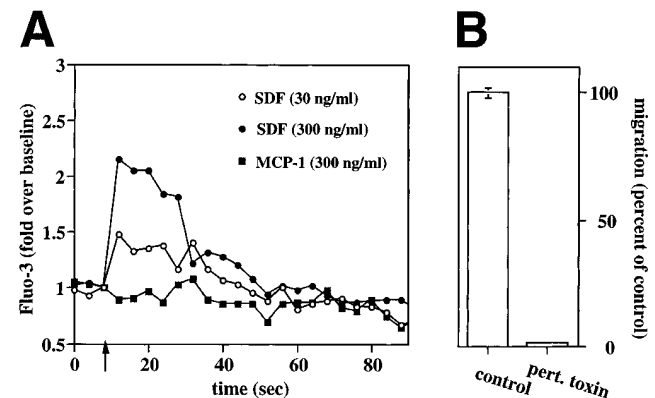 A
B
3
2.5
2
1.5
1
0.5
Fluo-3 (fold over baseline)
SDF (30 ng/ml)
SDF (300 ng/ml)
MCP-1 (300 ng/ml)
0
20
40
60
80
time (sec)
100
50
0
migration (percent of control)
control
pert. toxin